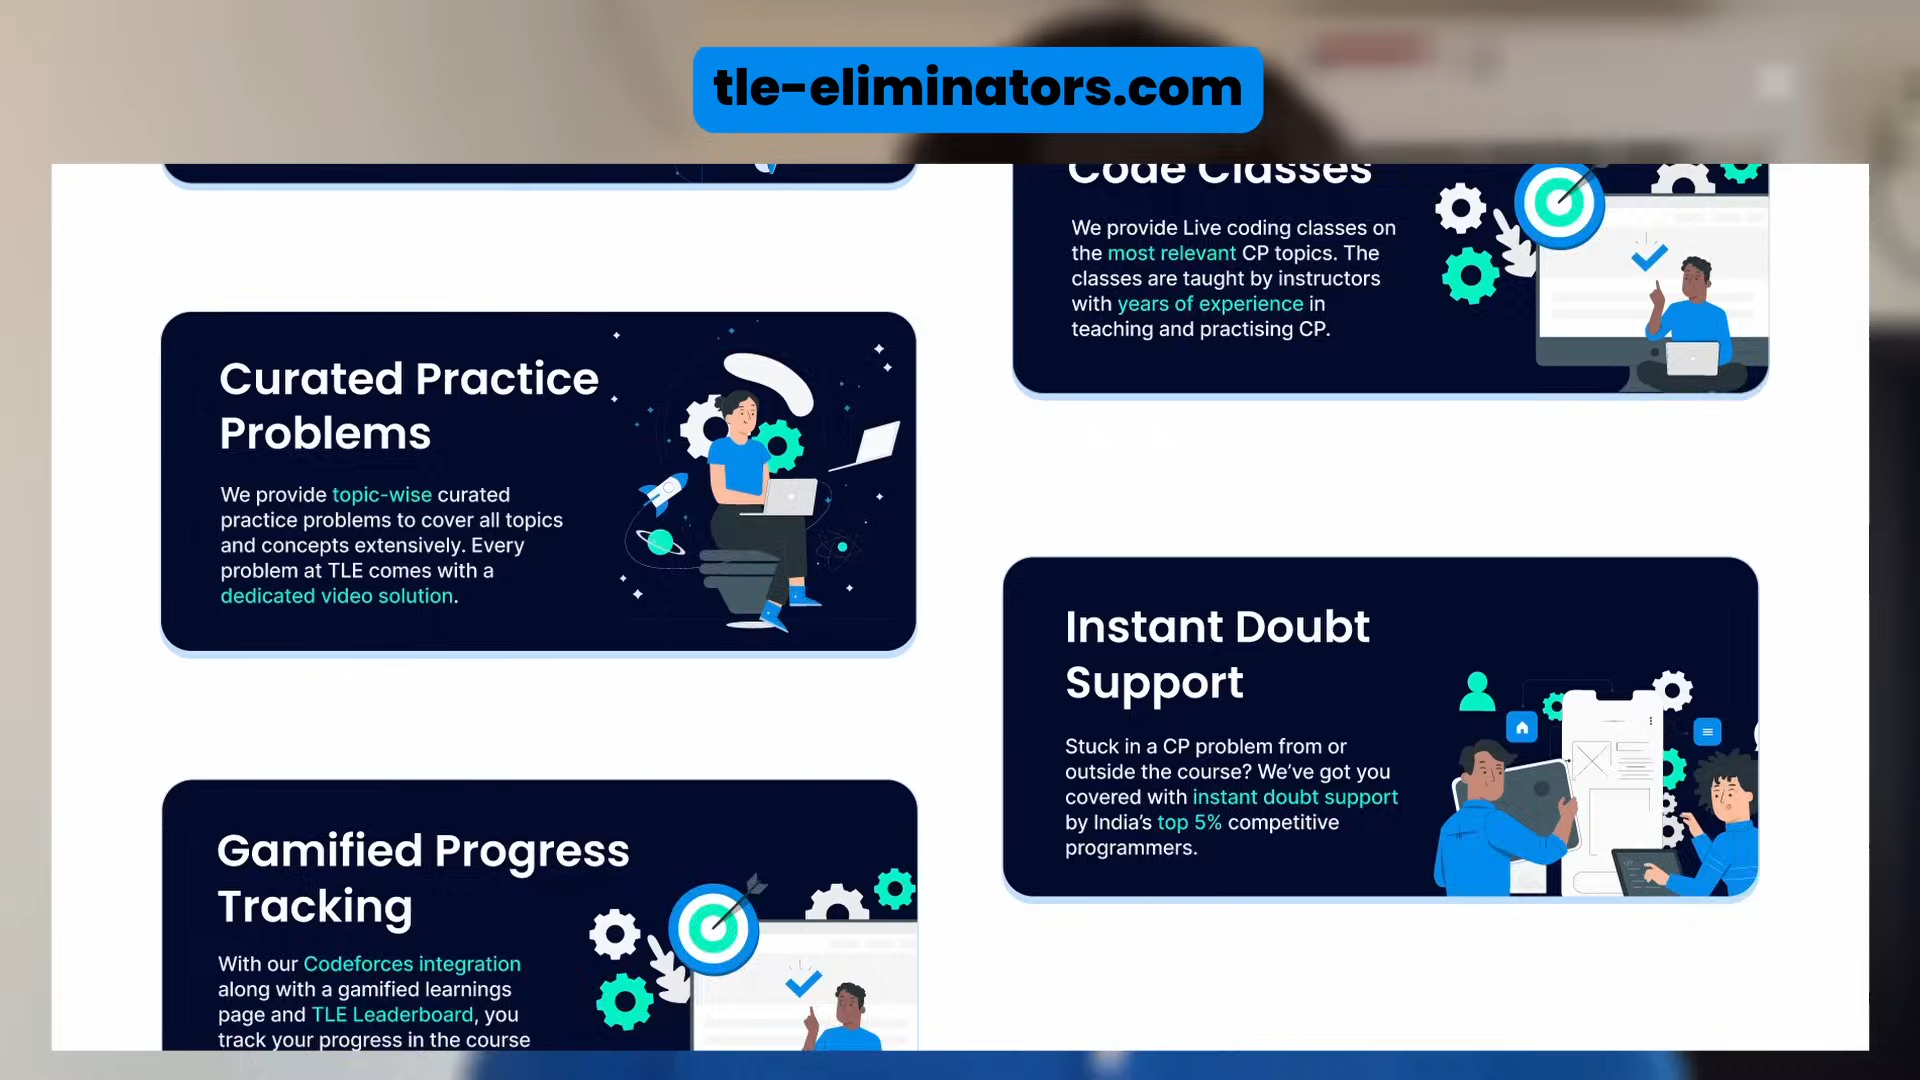 tle-eliminators.com
Code Classes
We provide Live coding classes on
the most relevant CP topics. The
classes are taught by instructors
with years of experience in
teaching and practising CP.
Curated Practice
Problems
We provide topic-wise curated
practice problems to cover all topics
and concepts extensively. Every
problem at TLE comes with a
dedicated video solution.
Instant Doubt
Support
Stuck in a CP problem from or
outside the course? We’ve got you
covered with instant doubt support
by India’s top 5% competitive
programmers.
Gamified Progress
Tracking
With our Codeforces integration
along with a gamified learnings
page and TLE Leaderboard, you
track your progress in the course